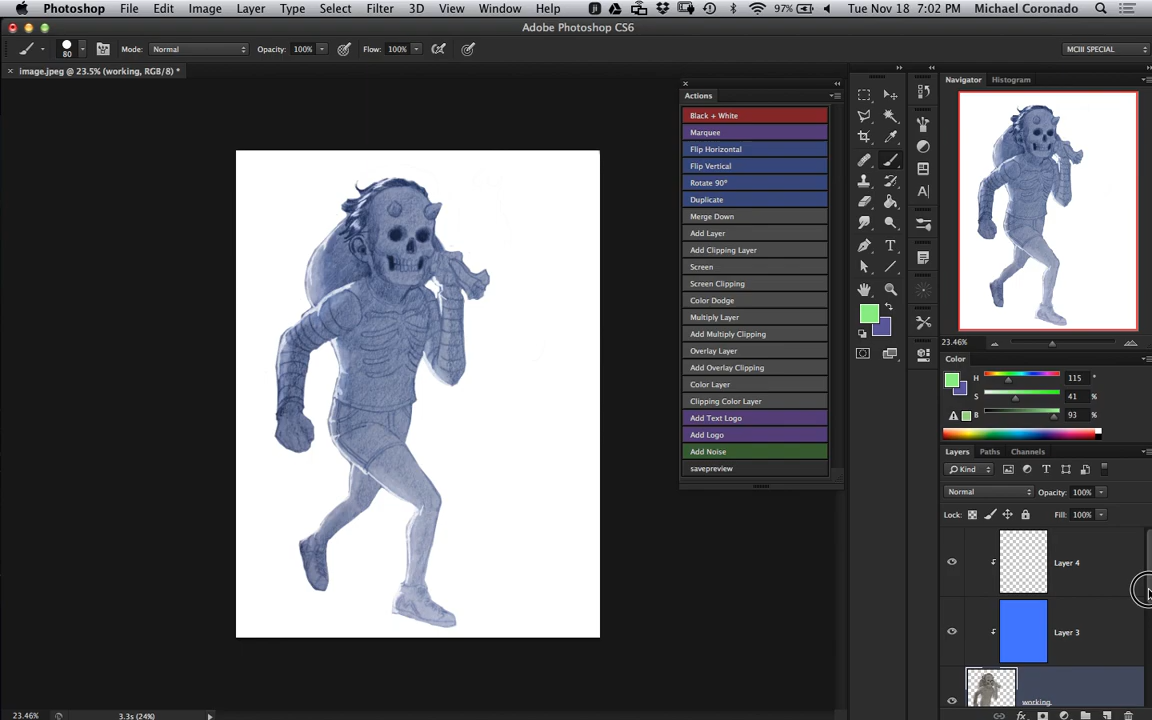 Photoshop File Edit Image Layer Type Select Filter 3D View Window Help 97% Tue Nov 18 7:02 PM Michael Coronado
Adobe Photoshop CS6
80 Mode: Normal Opacity: 100% Flow: 100% MCIII SPECIAL
image.jpeg @ 23.5% (working, RGB/8) *
Actions
Black + White
Marquee
Flip Horizontal
Flip Vertical
Rotate 90º
Duplicate
Merge Down
Add Layer
Add Clipping Layer
Screen
Screen Clipping
Color Dodge
Multiply Layer
Add Multiply Clipping
Overlay Layer
Add Overlay Clipping
Color Layer
Clipping Color Layer
Add Text Logo
Add Logo
Add Noise
savepreview
Navigator Histogram
23.46%
Color
H 115 °
S 41 %
B 93 %
Layers Paths Channels
Kind
Normal Opacity: 100%
Lock: Fill: 100%
Layer 4
Layer 3
working.
23.46% 3.3s (24%)